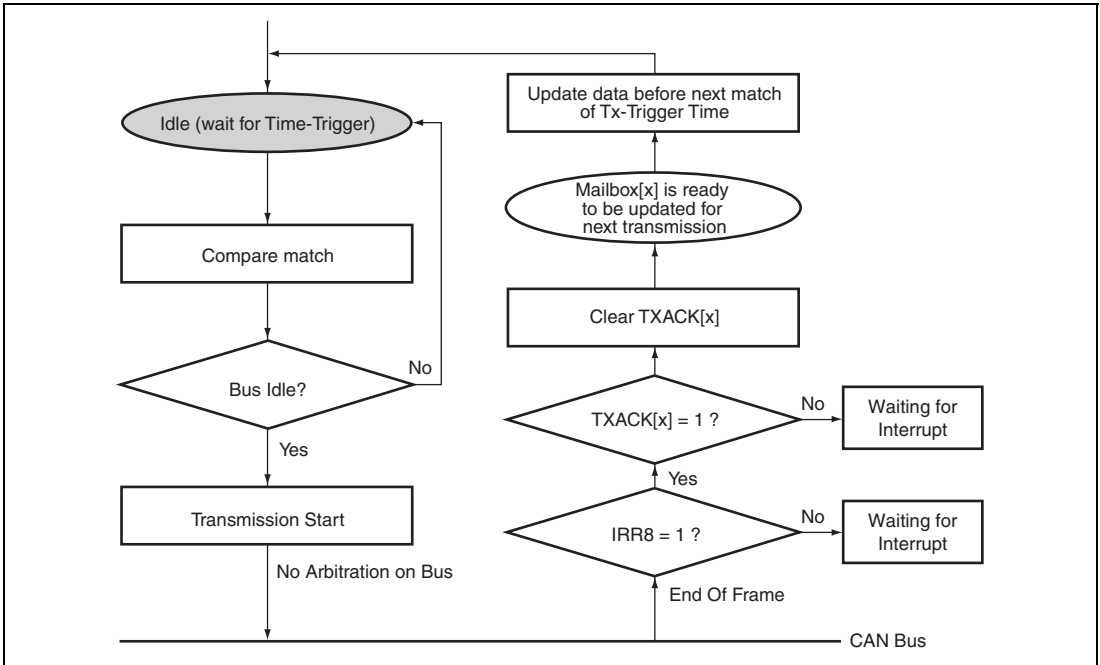 Idle (wait for Time-Trigger)
Compare match
Bus Idle?
No
Yes
Transmission Start
No Arbitration on Bus
Update data before next match
of Tx-Trigger Time
Mailbox[x] is ready
to be updated for
next transmission
Clear TXACK[x]
TXACK[x] = 1 ?
No
Waiting for
Interrupt
Yes
IRR8 = 1 ?
No
Waiting for
Interrupt
End Of Frame
CAN Bus